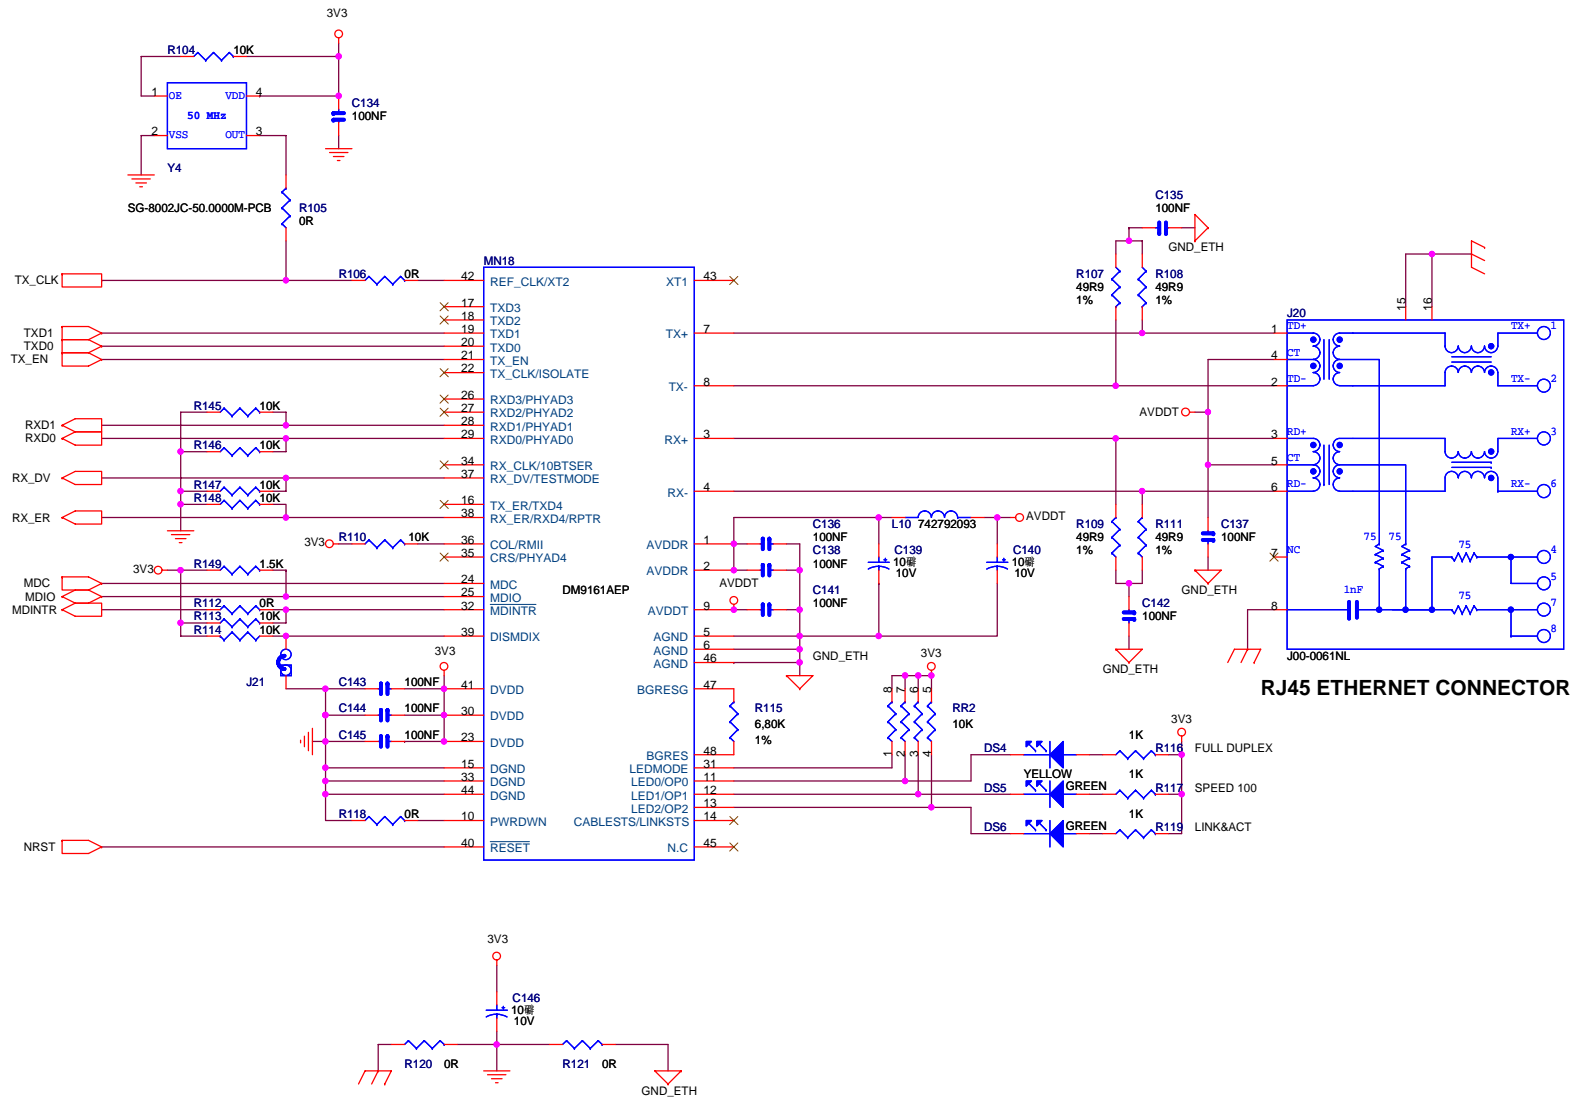 3V3
R104 10K
1 OE VDD 4
50 MHz
2 VSS OUT 3
Y4
C134
100NF
SG-8002JC-50.0000M-PCB
R105
0R
TX_CLK
R106 0R
MN18
42 REF_CLK/XT2
17 TXD3
18 TXD2
TXD1 19 TXD1
TXD0 20 TXD0
TX_EN 21 TX_EN
22 TX_CLK/ISOLATE
26 RXD3/PHYAD3
27 RXD2/PHYAD2
R145 10K
RXD1 28 RXD1/PHYAD1
RXD0 29 RXD0/PHYAD0
R146 10K
34 RX_CLK/10BTSER
RX_DV 37 RX_DV/TESTMODE
R147 10K
R148 10K
16 TX_ER/TXD4
RX_ER 38 RX_ER/RXD4/RPTR
3V3 R110 10K
36 COL/RMII
35 CRS/PHYAD4
3V3 R149 1.5K
MDC 24 MDC
MDIO 25 MDIO
MDINTR R112 0R 32 MDINTR
R113 10K
R114 10K
39 DISMDIX
J21
3V3
C143 100NF 41 DVDD
C144 100NF 30 DVDD
C145 100NF 23 DVDD
15 DGND
33 DGND
44 DGND
R118 0R 10 PWRDWN
NRST 40 RESET
DM9161AEP
XT1 43
TX+ 7
TX- 8
RX+ 3
RX- 4
AVDDR 1
AVDDR 2
AVDDT 9
AGND 5
AGND 6
AGND 46
BGRESG 47
BGRES 48
LEDMODE 31
LED0/OP0 11
LED1/OP1 12
LED2/OP2 13
CABLESTS/LINKSTS 14
N.C 45
C135
100NF
GND_ETH
R107
49R9
1%
R108
49R9
1%
AVDDT
R109
49R9
1%
R111
49R9
1%
C142
100NF
GND_ETH
C137
100NF
GND_ETH
C136
100NF
C138
100NF
AVDDT
C141
100NF
L10 742792093
AVDDT
C139
10V
C140
10V
GND_ETH
R115
6,80K
1%
3V3
8 7 6 5
RR2
10K
1 2 3 4
DS4
YELLOW
1K
R116 FULL DUPLEX
3V3
DS5 GREEN
1K
R117 SPEED 100
DS6 GREEN
1K
R119 LINK&ACT
15 16
J20
1 TD+
4 CT
2 TD-
3 RD+
5 CT
6 RD-
7 NC
8
TX+ 1
TX- 2
RX+ 3
RX- 6
75 75
75 4
5
1nF
75 7
8
J00-0061NL
RJ45 ETHERNET CONNECTOR
3V3
C146
10V
R120 0R
R121 0R
GND_ETH